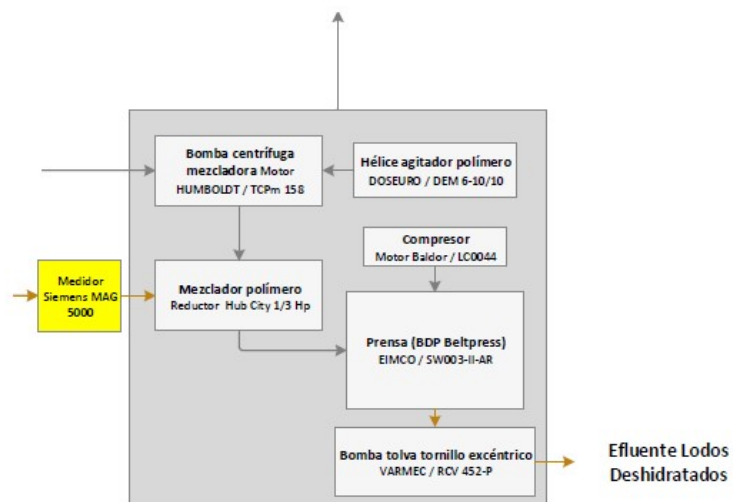 Bomba centrífuga
mezcladora Motor
HUMBOLDT / TCPm 158
Hélice agitador polímero
DOSEURO / DEM 6-10/10
Compresor
Motor Baldor / LC0044
Medidor
Siemens MAG
5000
Mezclador polímero
Reductor Hub City 1/3 Hp
Prensa (BDP Beltpress)
EIMCO / SW003-II-AR
Bomba tolva tornillo excéntrico
VARMEC / RCV 452-P
Efluente Lodos
Deshidratados